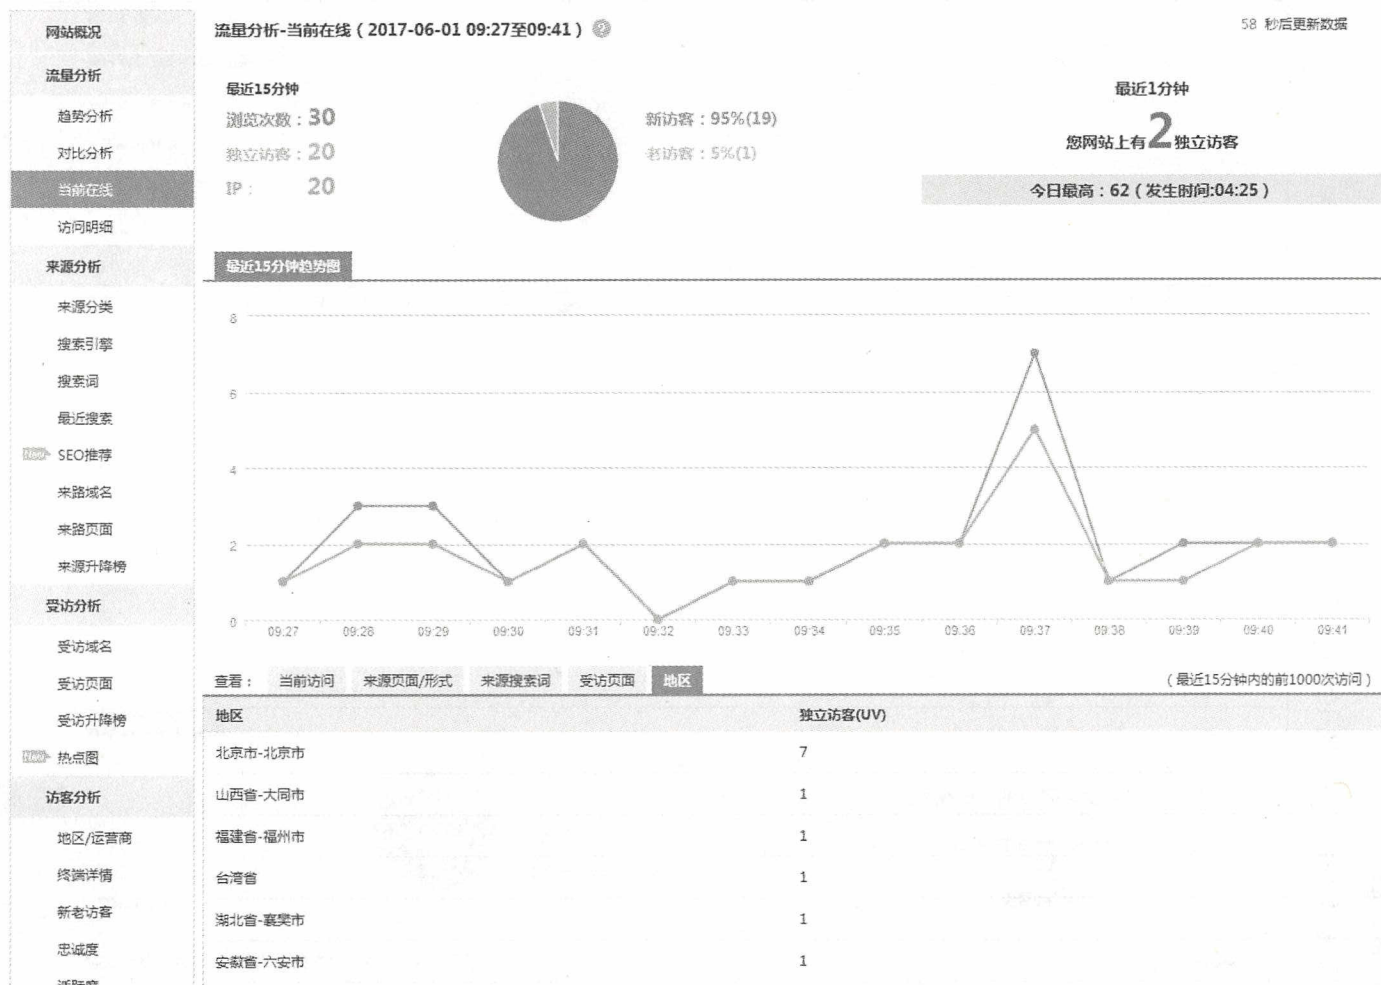 网站概况
流量分析
趋势分析
对比分析
当前在线
访问明细
来源分析
来源分类
搜索引擎
搜索词
最近搜索
New SEO推荐
来路域名
来路页面
来源升降榜
受访分析
受访域名
受访页面
受访升降榜
New 热点图
访客分析
地区/运营商
终端详情
新老访客
忠诚度
流量分析-当前在线(2017-06-01 09:27至09:41) ?
58 秒后更新数据
最近15分钟
浏览次数:30
独立访客:20
IP: 20
新访客:95%(19)
老访客:5%(1)
最近1分钟
您网站上有2独立访客
今日最高:62(发生时间:04:25)
最近15分钟趋势图
8
6
4
2
0
09:27 09:28 09:29 09:30 09:31 09:32 09:33 09:34 09:35 09:36 09:37 09:38 09:39 09:40 09:41
查看: 当前访问 来源页面/形式 来源搜索词 受访页面 地区 (最近15分钟内的前1000次访问)
地区 独立访客(UV)
北京市-北京市 7
山西省-大同市 1
福建省-福州市 1
台湾省 1
湖北省-襄樊市 1
安徽省-六安市 1